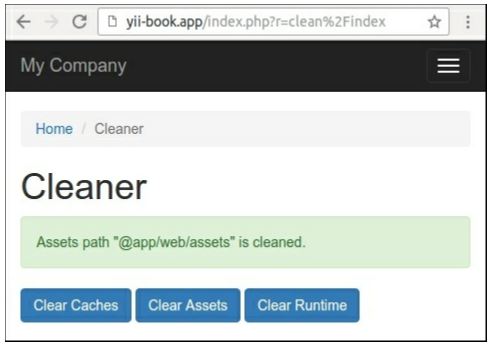 yii-book.app/index.php?r=clean%2Findex
My Company
Home / Cleaner
Cleaner
Assets path "@app/web/assets" is cleaned.
Clear Caches Clear Assets Clear Runtime